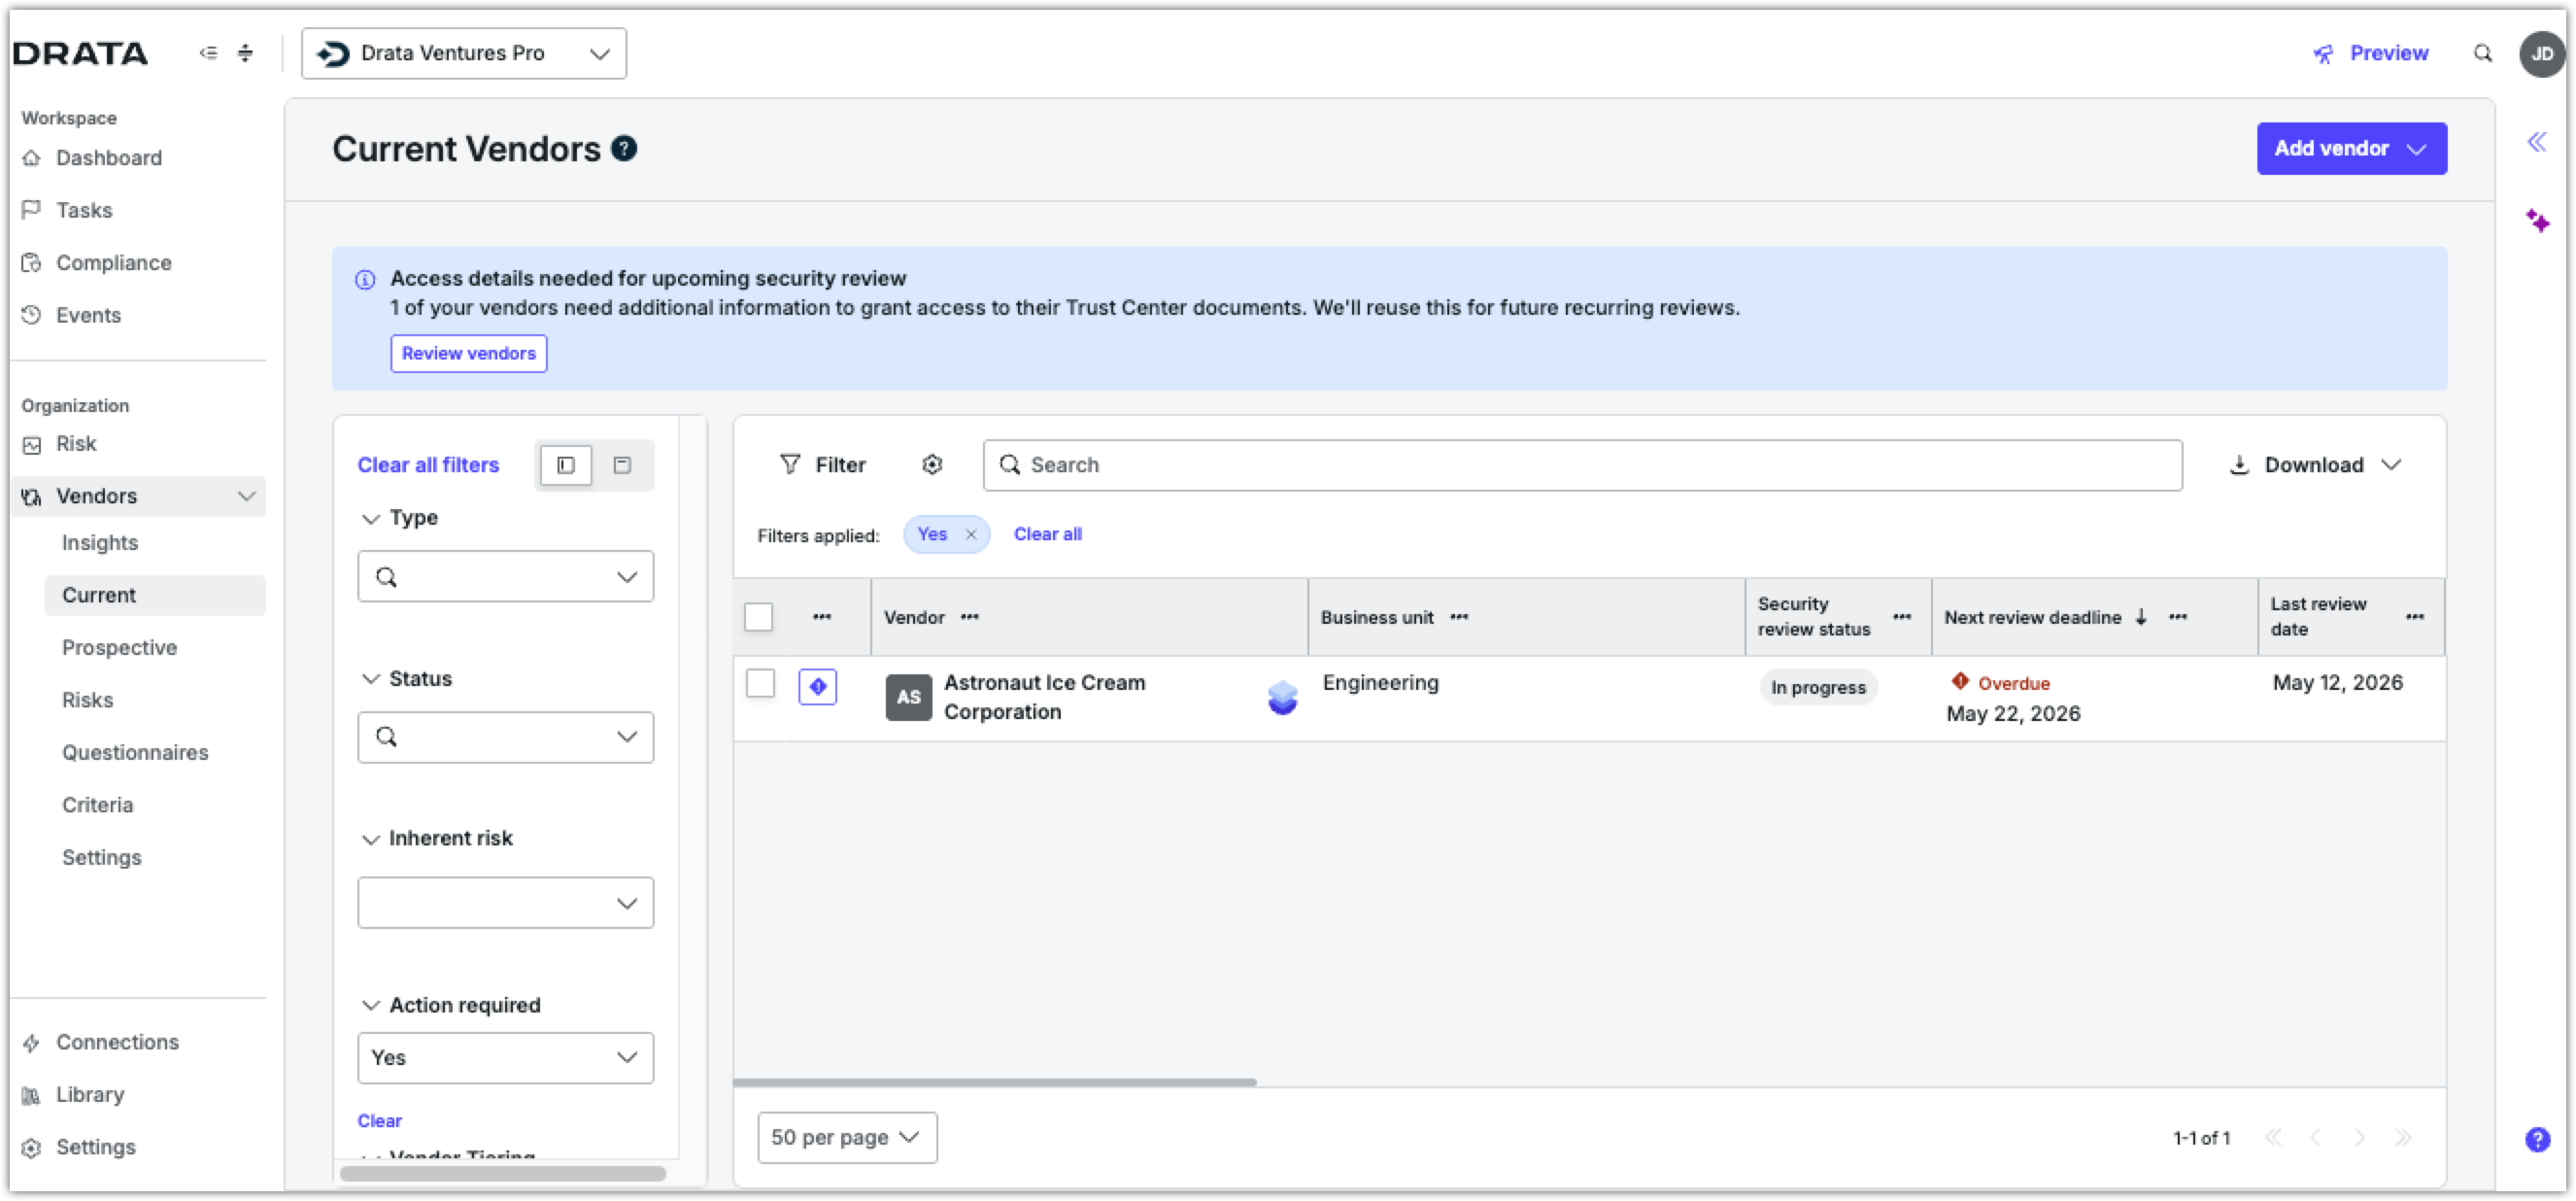 DRATA
Drata Ventures Pro
Preview
JD
Workspace
Dashboard
Tasks
Compliance
Events
Organization
Risk
Vendors
Insights
Current
Prospective
Risks
Questionnaires
Criteria
Settings
Connections
Library
Settings
Current Vendors ?
Add vendor
Access details needed for upcoming security review
1 of your vendors need additional information to grant access to their Trust Center documents. We'll reuse this for future recurring reviews.
Review vendors
Clear all filters
Type
Status
Inherent risk
Action required
Yes
Clear
Vendor Tiering
Filter
Search
Download
Filters applied:
Yes
Clear all
Vendor
Business unit
Security
review status
Next review deadline
Last review
date
AS
Astronaut Ice Cream
Corporation
Engineering
In progress
Overdue
May 22, 2026
May 12, 2026
50 per page
1-1 of 1
?